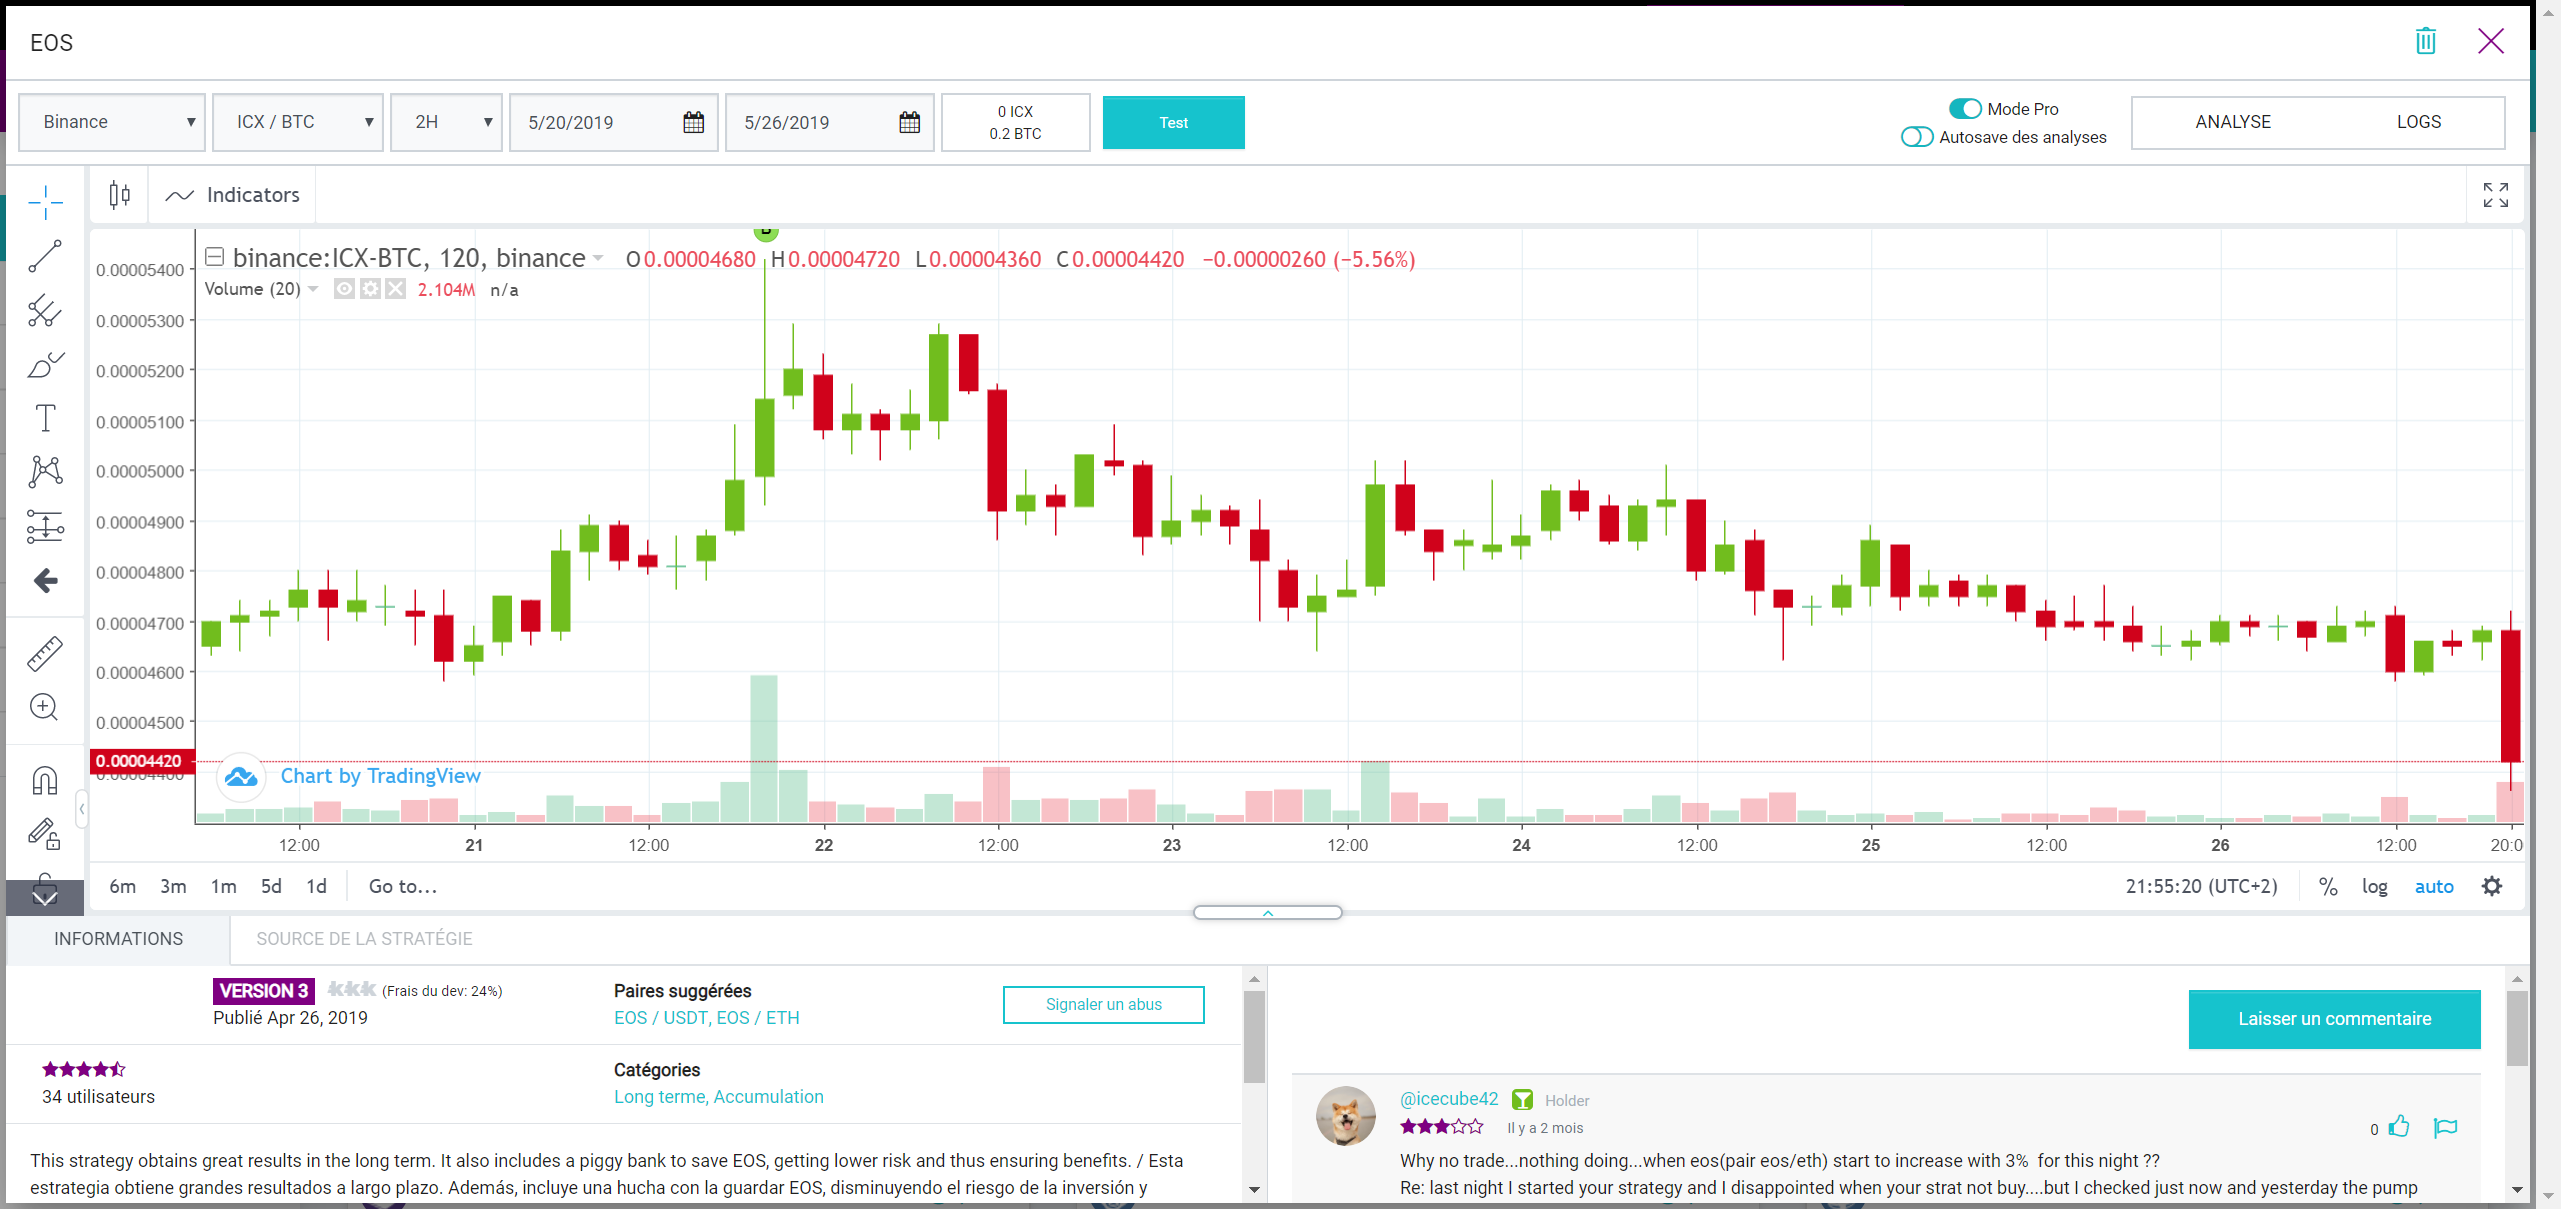 EOS
Binance
ICX / BTC
2H
5/20/2019
5/26/2019
0 ICX
0.2 BTC
Test
Mode Pro
Autosave des analyses
ANALYSE
LOGS
Indicators
binance:ICX-BTC, 120, binance O0.00004680 H0.00004720 L0.00004360 C0.00004420 −0.00000260 (−5.56%)
Volume (20) 2.104M n/a
0.00005400
0.00005300
0.00005200
0.00005100
0.00005000
0.00004900
0.00004800
0.00004700
0.00004600
0.00004500
0.00004420
0.00004400
Chart by TradingView
12:00 21 12:00 22 12:00 23 12:00 24 12:00 25 12:00 26 12:00 20:0
6m 3m 1m 5d 1d Go to...
21:55:20 (UTC+2) % log auto
INFORMATIONS
SOURCE DE LA STRATÉGIE
VERSION 3 (Frais du dev: 24%)
Publié Apr 26, 2019
Paires suggérées
EOS / USDT, EOS / ETH
Signaler un abus
34 utilisateurs
Catégories
Long terme, Accumulation
This strategy obtains great results in the long term. It also includes a piggy bank to save EOS, getting lower risk and thus ensuring benefits. / Esta
estrategia obtiene grandes resultados a largo plazo. Además, incluye una hucha con la guardar EOS, disminuyendo el riesgo de la inversión y
Laisser un commentaire
@icecube42 Holder
Il y a 2 mois
0
Why no trade...nothing doing...when eos(pair eos/eth) start to increase with 3% for this night ??
Re: last night I started your strategy and I disappointed when your strat not buy....but I checked just now and yesterday the pump